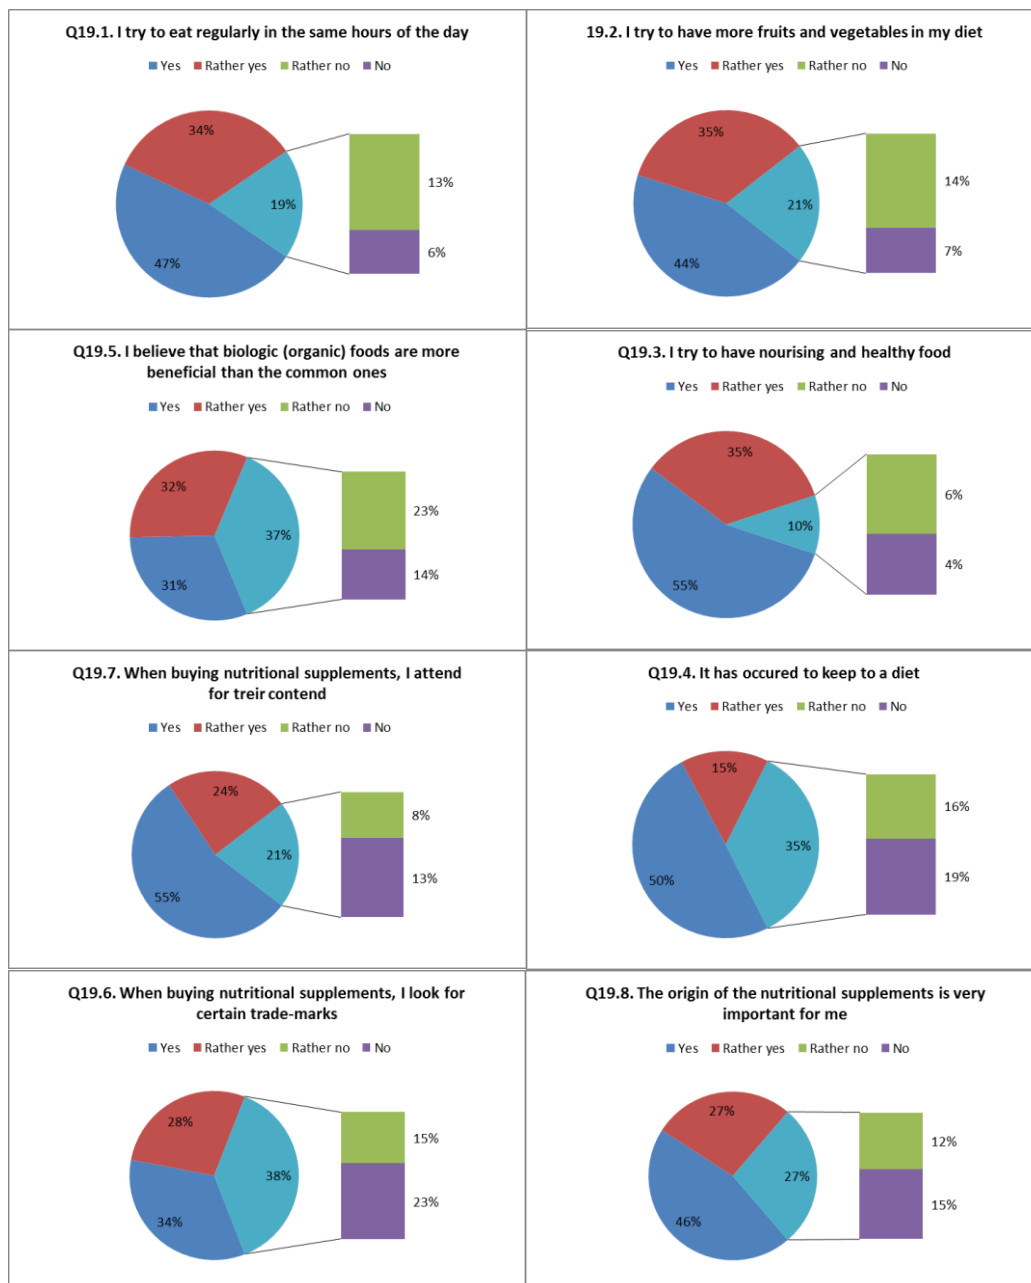 Q19.1. I try to eat regularly in the same hours of the day
Yes Rather yes Rather no No
34%
13%
19%
6%
47%
19.2. I try to have more fruits and vegetables in my diet
Yes Rather yes Rather no No
35%
14%
21%
7%
44%
Q19.5. I believe that biologic (organic) foods are more
beneficial than the common ones
Yes Rather yes Rather no No
32%
23%
37%
14%
31%
Q19.3. I try to have nourising and healthy food
Yes Rather yes Rather no No
35%
6%
10%
4%
55%
Q19.7. When buying nutritional supplements, I attend
for treir contend
Yes Rather yes Rather no No
24%
8%
21%
13%
55%
Q19.4. It has occured to keep to a diet
Yes Rather yes Rather no No
15%
16%
35%
19%
50%
Q19.6. When buying nutritional supplements, I look for
certain trade-marks
Yes Rather yes Rather no No
28%
15%
38%
23%
34%
Q19.8. The origin of the nutritional supplements is very
important for me
Yes Rather yes Rather no No
27%
12%
27%
15%
46%